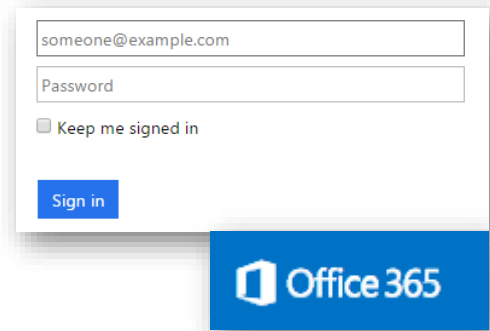 someone@example.com
Password
Keep me signed in
Sign in
Office 365